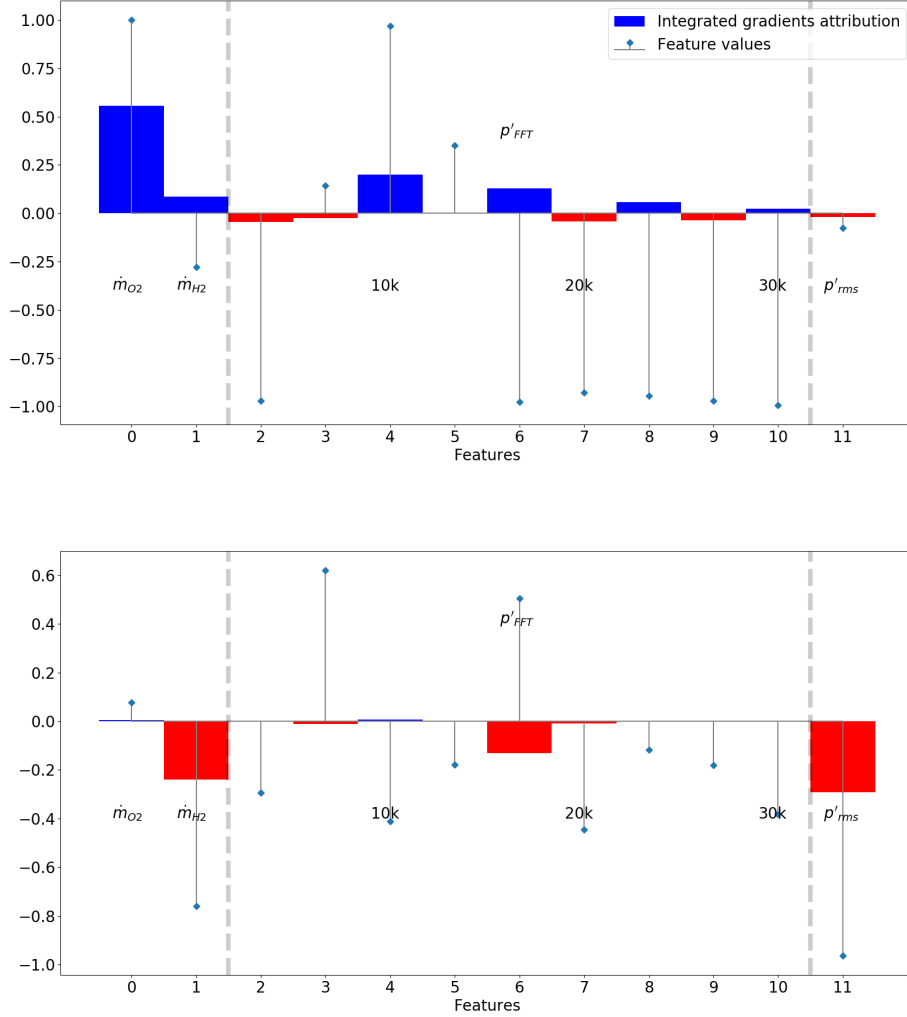 1.00
Integrated gradients attribution
Feature values
0.75
0.50
p′FFT
0.25
0.00
−0.25
ṁO2 ṁH2 10k 20k 30k p′rms
−0.50
−0.75
−1.00
0 1 2 3 4 5 6 7 8 9 10 11
Features
0.6
0.4
p′FFT
0.2
0.0
−0.2
ṁO2 ṁH2 10k 20k 30k p′rms
−0.4
−0.6
−0.8
−1.0
0 1 2 3 4 5 6 7 8 9 10 11
Features